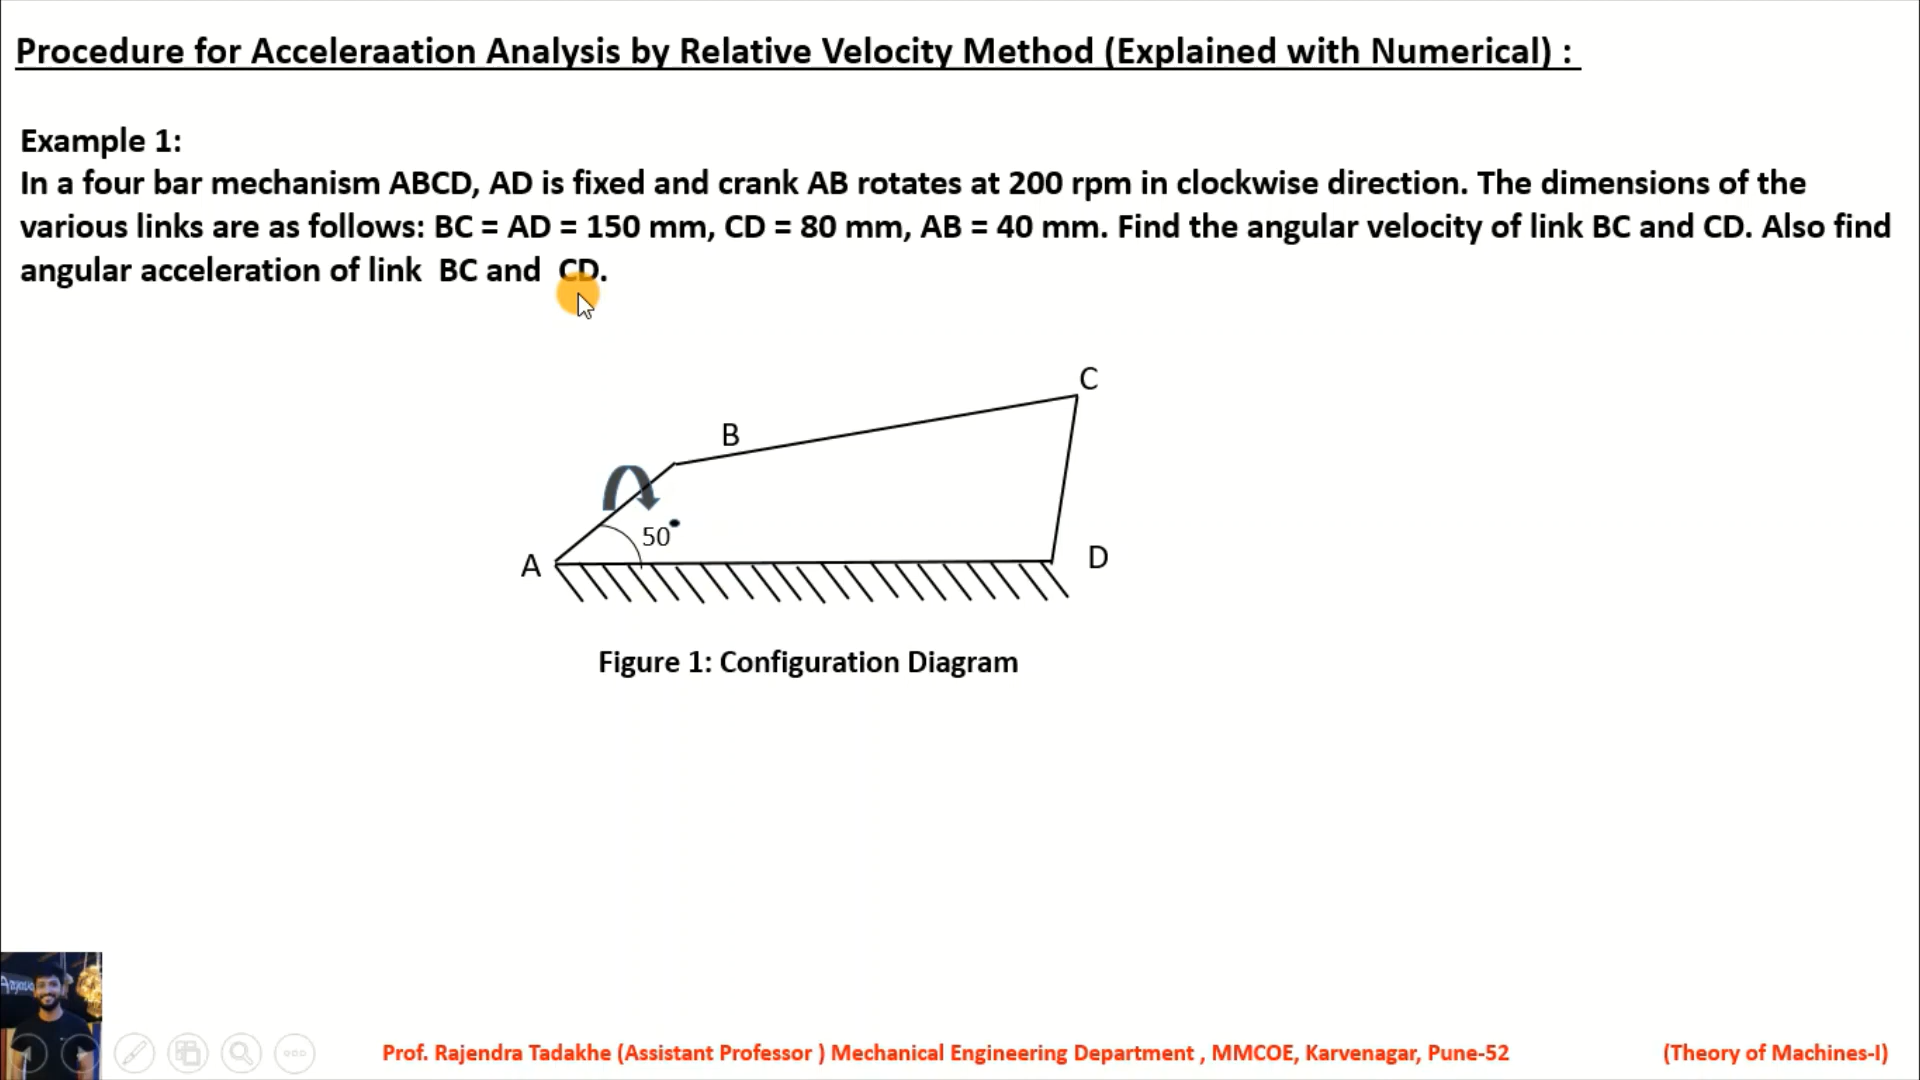 Procedure for Acceleraation Analysis by Relative Velocity Method (Explained with Numerical) :
Example 1:
In a four bar mechanism ABCD, AD is fixed and crank AB rotates at 200 rpm in clockwise direction. The dimensions of the
various links are as follows: BC = AD = 150 mm, CD = 80 mm, AB = 40 mm. Find the angular velocity of link BC and CD. Also find
angular acceleration of link BC and CD.
C
B
50
A
D
Figure 1: Configuration Diagram
Prof. Rajendra Tadakhe (Assistant Professor ) Mechanical Engineering Department , MMCOE, Karvenagar, Pune-52
(Theory of Machines-I)